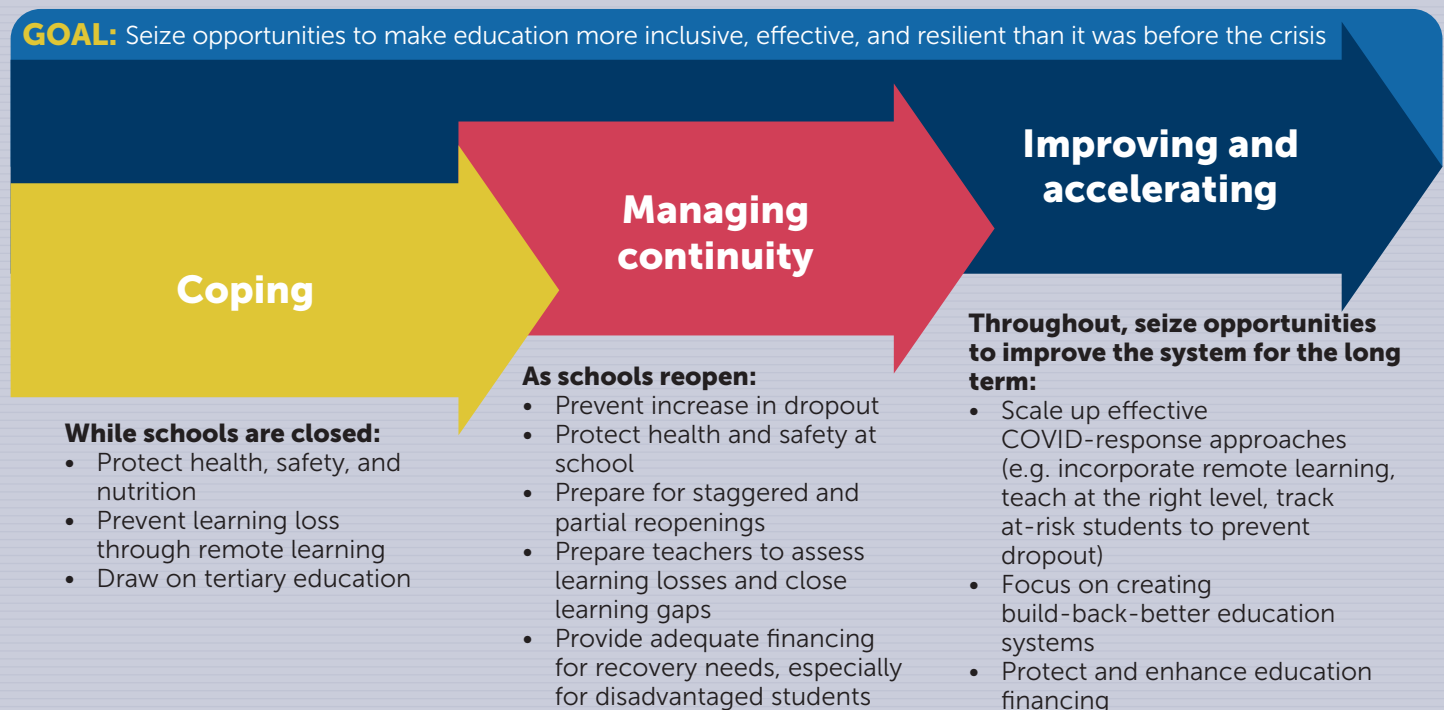 GOAL: Seize opportunities to make education more inclusive, effective, and resilient than it was before the crisis
Coping
While schools are closed:
• Protect health, safety, and
nutrition
• Prevent learning loss
through remote learning
• Draw on tertiary education
Managing
continuity
As schools reopen:
• Prevent increase in dropout
• Protect health and safety at
school
• Prepare for staggered and
partial reopenings
• Prepare teachers to assess
learning losses and close
learning gaps
• Provide adequate financing
for recovery needs, especially
for disadvantaged students
Improving and
accelerating
Throughout, seize opportunities
to improve the system for the long
term:
• Scale up effective
COVID-response approaches
(e.g. incorporate remote learning,
teach at the right level, track
at-risk students to prevent
dropout)
• Focus on creating
build-back-better education
systems
• Protect and enhance education
financing